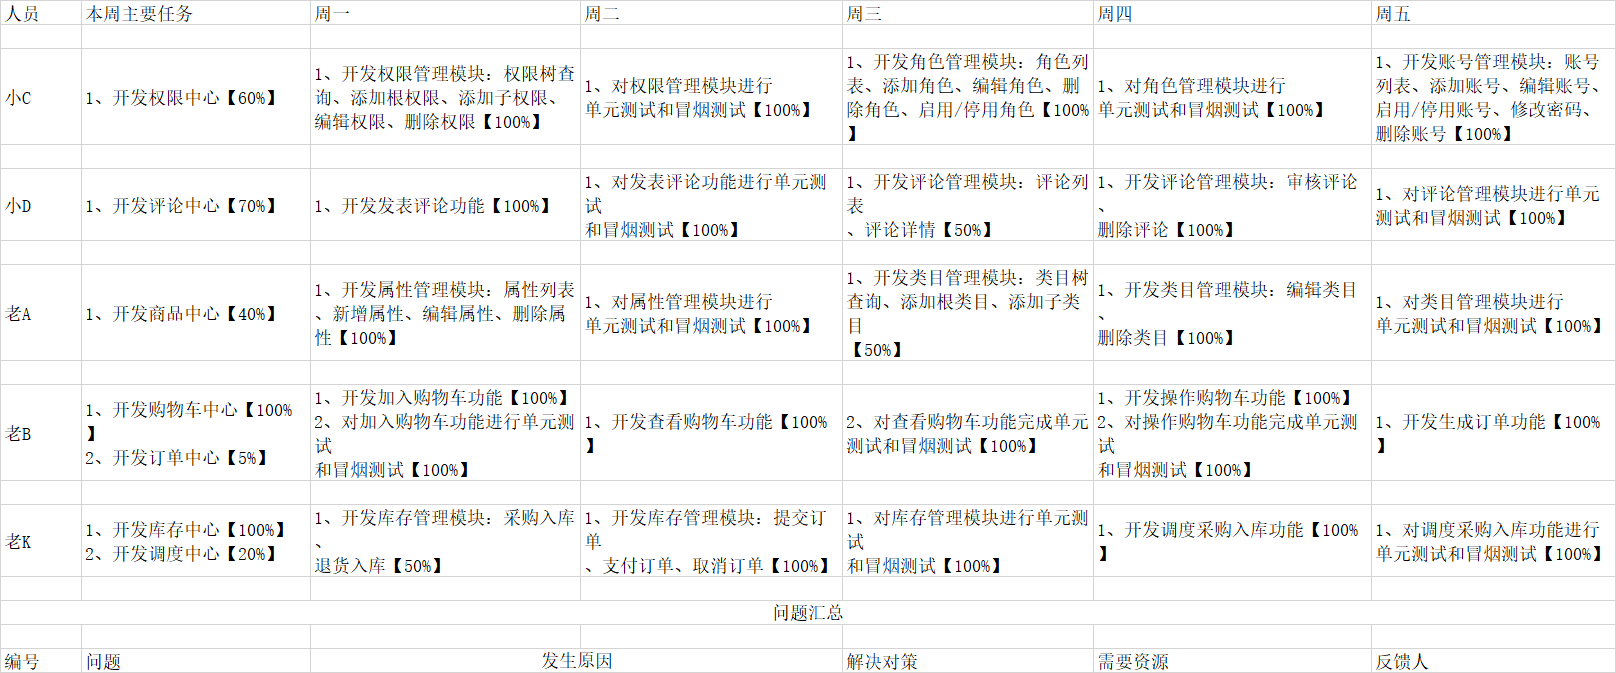 人员 本周主要任务 周一 周二 周三 周四 周五
小C
1、开发权限中心【60%】
1、开发权限管理模块：权限树查
询、添加根权限、添加子权限、
编辑权限、删除权限【100%】
1、对权限管理模块进行
单元测试和冒烟测试【100%】
1、开发角色管理模块：角色列
表、添加角色、编辑角色、删
除角色、启用/停用角色【100%
】
1、对角色管理模块进行
单元测试和冒烟测试【100%】
1、开发账号管理模块：账号
列表、添加账号、编辑账号、
启用/停用账号、修改密码、
删除账号【100%】
小D
1、开发评论中心【70%】
1、开发发表评论功能【100%】
1、对发表评论功能进行单元测
试
和冒烟测试【100%】
1、开发评论管理模块：评论列
表
、评论详情【50%】
1、开发评论管理模块：审核评论
、
删除评论【100%】
1、对评论管理模块进行单元
测试和冒烟测试【100%】
老A
1、开发商品中心【40%】
1、开发属性管理模块：属性列表
、新增属性、编辑属性、删除属
性【100%】
1、对属性管理模块进行
单元测试和冒烟测试【100%】
1、开发类目管理模块：类目树
查询、添加根类目、添加子类
目
【50%】
1、开发类目管理模块：编辑类目
、
删除类目【100%】
1、对类目管理模块进行
单元测试和冒烟测试【100%】
老B
1、开发购物车中心【100%
】
2、开发订单中心【5%】
1、开发加入购物车功能【100%】
2、对加入购物车功能进行单元测
试
和冒烟测试【100%】
1、开发查看购物车功能【100%
】
2、对查看购物车功能完成单元
测试和冒烟测试【100%】
1、开发操作购物车功能【100%】
2、对操作购物车功能完成单元测
试
和冒烟测试【100%】
1、开发生成订单功能【100%
】
老K
1、开发库存中心【100%】
2、开发调度中心【20%】
1、开发库存管理模块：采购入库
、
退货入库【50%】
1、开发库存管理模块：提交订
单
、支付订单、取消订单【100%】
1、对库存管理模块进行单元测
试
和冒烟测试【100%】
1、开发调度采购入库功能【100%
】
1、对调度采购入库功能进行
单元测试和冒烟测试【100%】
问题汇总
编号 问题 发生原因 解决对策 需要资源 反馈人